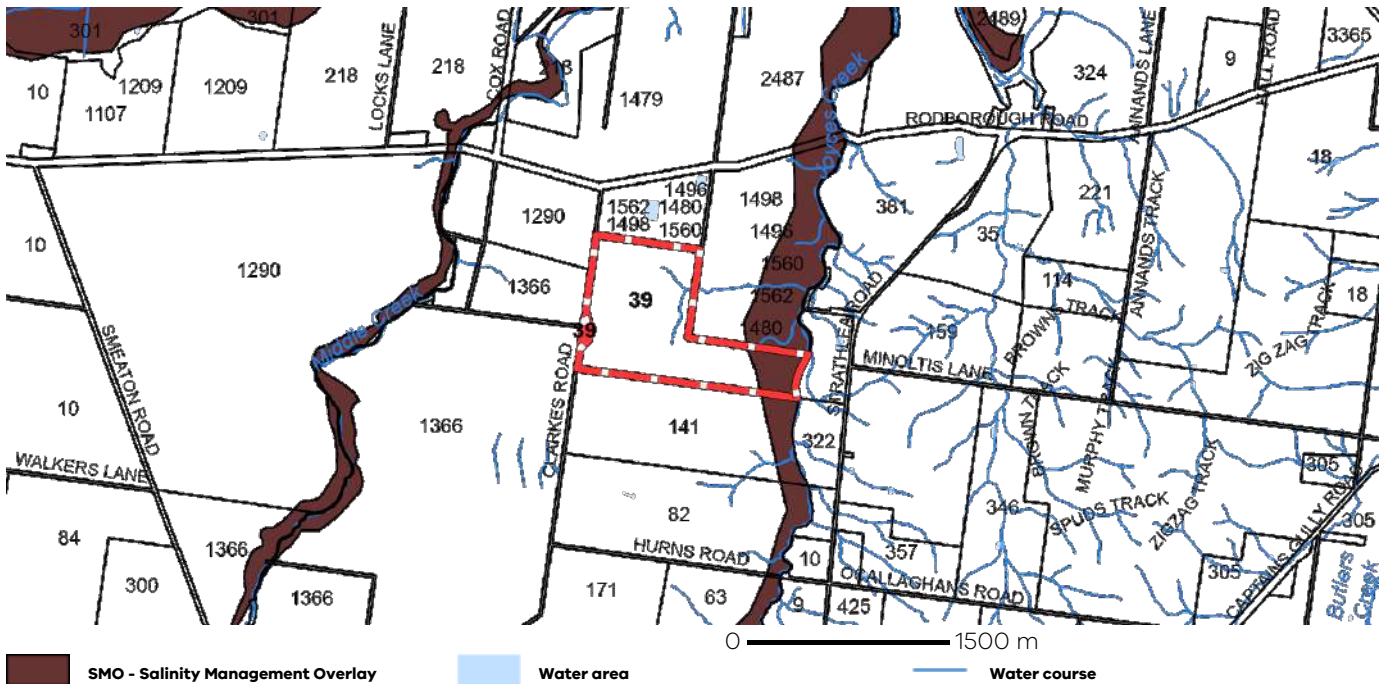 301
301
2489
3365
10
1209
1209
218
LOCKS LANE
218
COX ROAD
18
1479
2487
Joyces Creek
324
ANNANDS LANE
9
HALL ROAD
1107
RODBOROUGH ROAD
18
1290
1496
1562 1480
1498 1560
1498
1496
1560
1562
1480
381
35
221
ANNANDS TRACK
10
1290
1366
39
39
114
18
ZIG ZAG TRACK
Middle Creek
SMEATON ROAD
CLARKES ROAD
STRATHLEA ROAD
159
BROWNS TRACK
MINOLTIS LANE
10
1366
141
322
BROWN TRACK
MURPHY TRACK
ZIGZAG TRACK
305
WALKERS LANE
82
346
SPUDS TRACK
CAPTAINS GULLY ROAD
305
84
1366
HURNS ROAD
10
357
OCALLAGHANS ROAD
305
Butlers Creek
300
1366
171
63
9
425
0 1500 m
SMO - Salinity Management Overlay
Water area
Water course